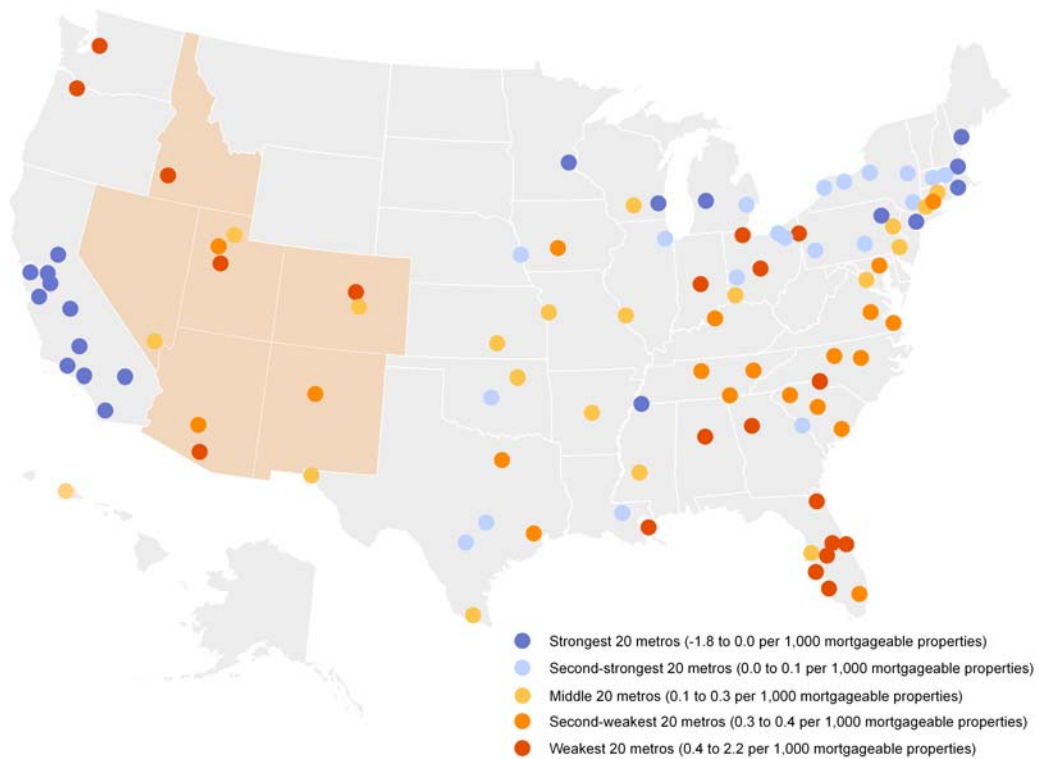 Strongest 20 metros (-1.8 to 0.0 per 1,000 mortgageable properties)
Second-strongest 20 metros (0.0 to 0.1 per 1,000 mortgageable properties)
Middle 20 metros (0.1 to 0.3 per 1,000 mortgageable properties)
Second-weakest 20 metros (0.3 to 0.4 per 1,000 mortgageable properties)
Weakest 20 metros (0.4 to 2.2 per 1,000 mortgageable properties)